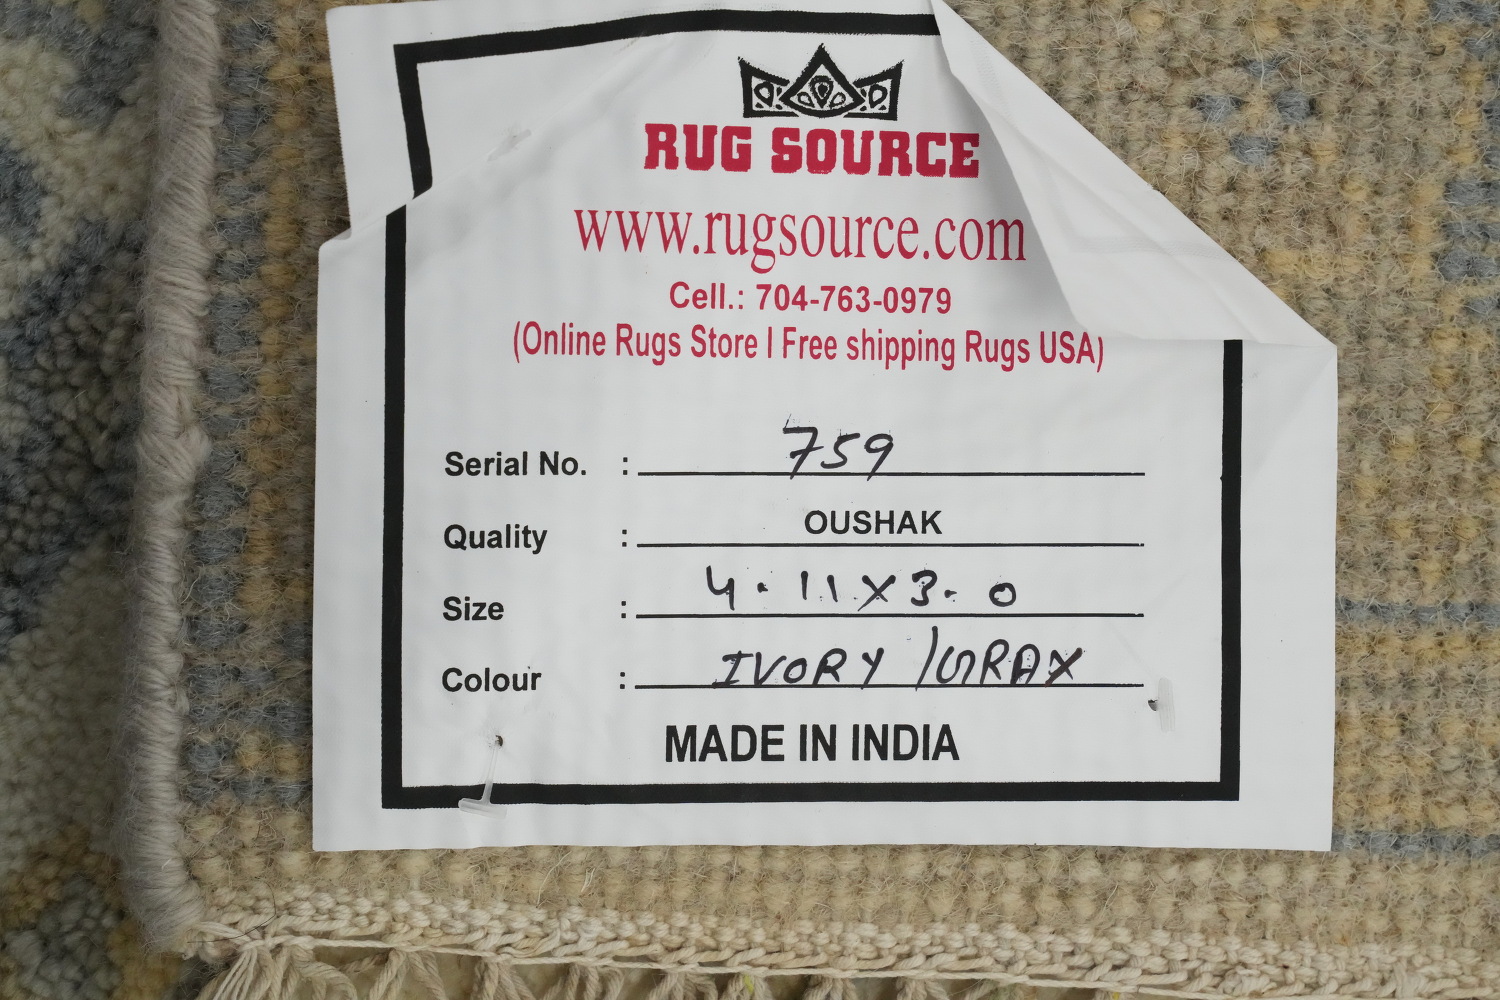 RUG SOURCE
www.rugsource.com
Cell.: 704-763-0979
(Online Rugs Store I Free shipping Rugs USA)
Serial No. : 759
Quality : OUSHAK
Size : 4.11X3.0
Colour : IVORY /GRAX
MADE IN INDIA